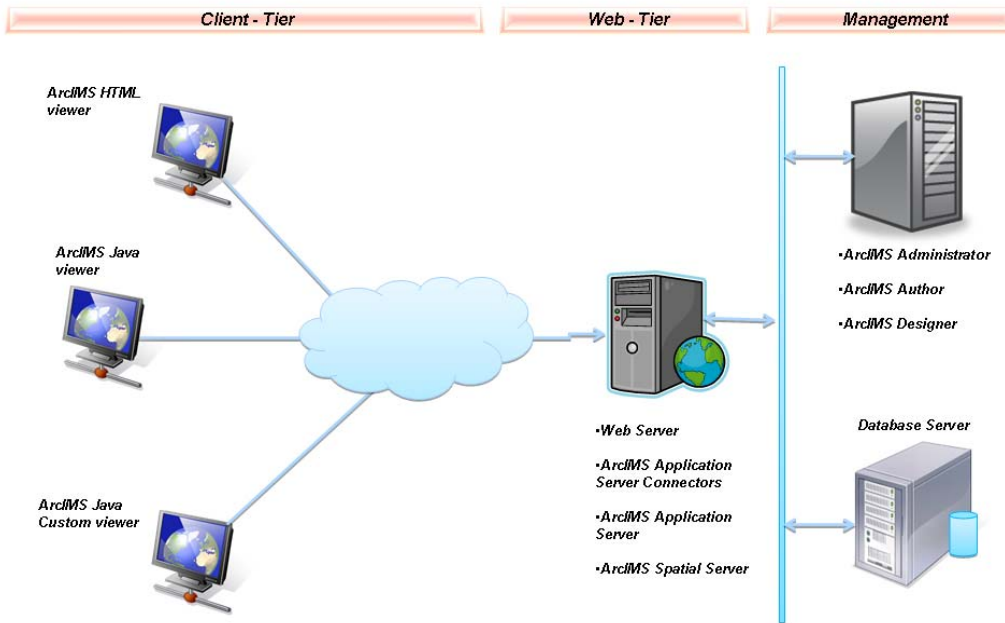 Client - Tier
Web - Tier
Management
ArcIMS HTML
viewer
ArcIMS Java
viewer
ArcIMS Java
Custom viewer
•Web Server
•ArcIMS Application
Server Connectors
•ArcIMS Application
Server
•ArcIMS Spatial Server
•ArcIMS Administrator
•ArcIMS Author
•ArcIMS Designer
Database Server